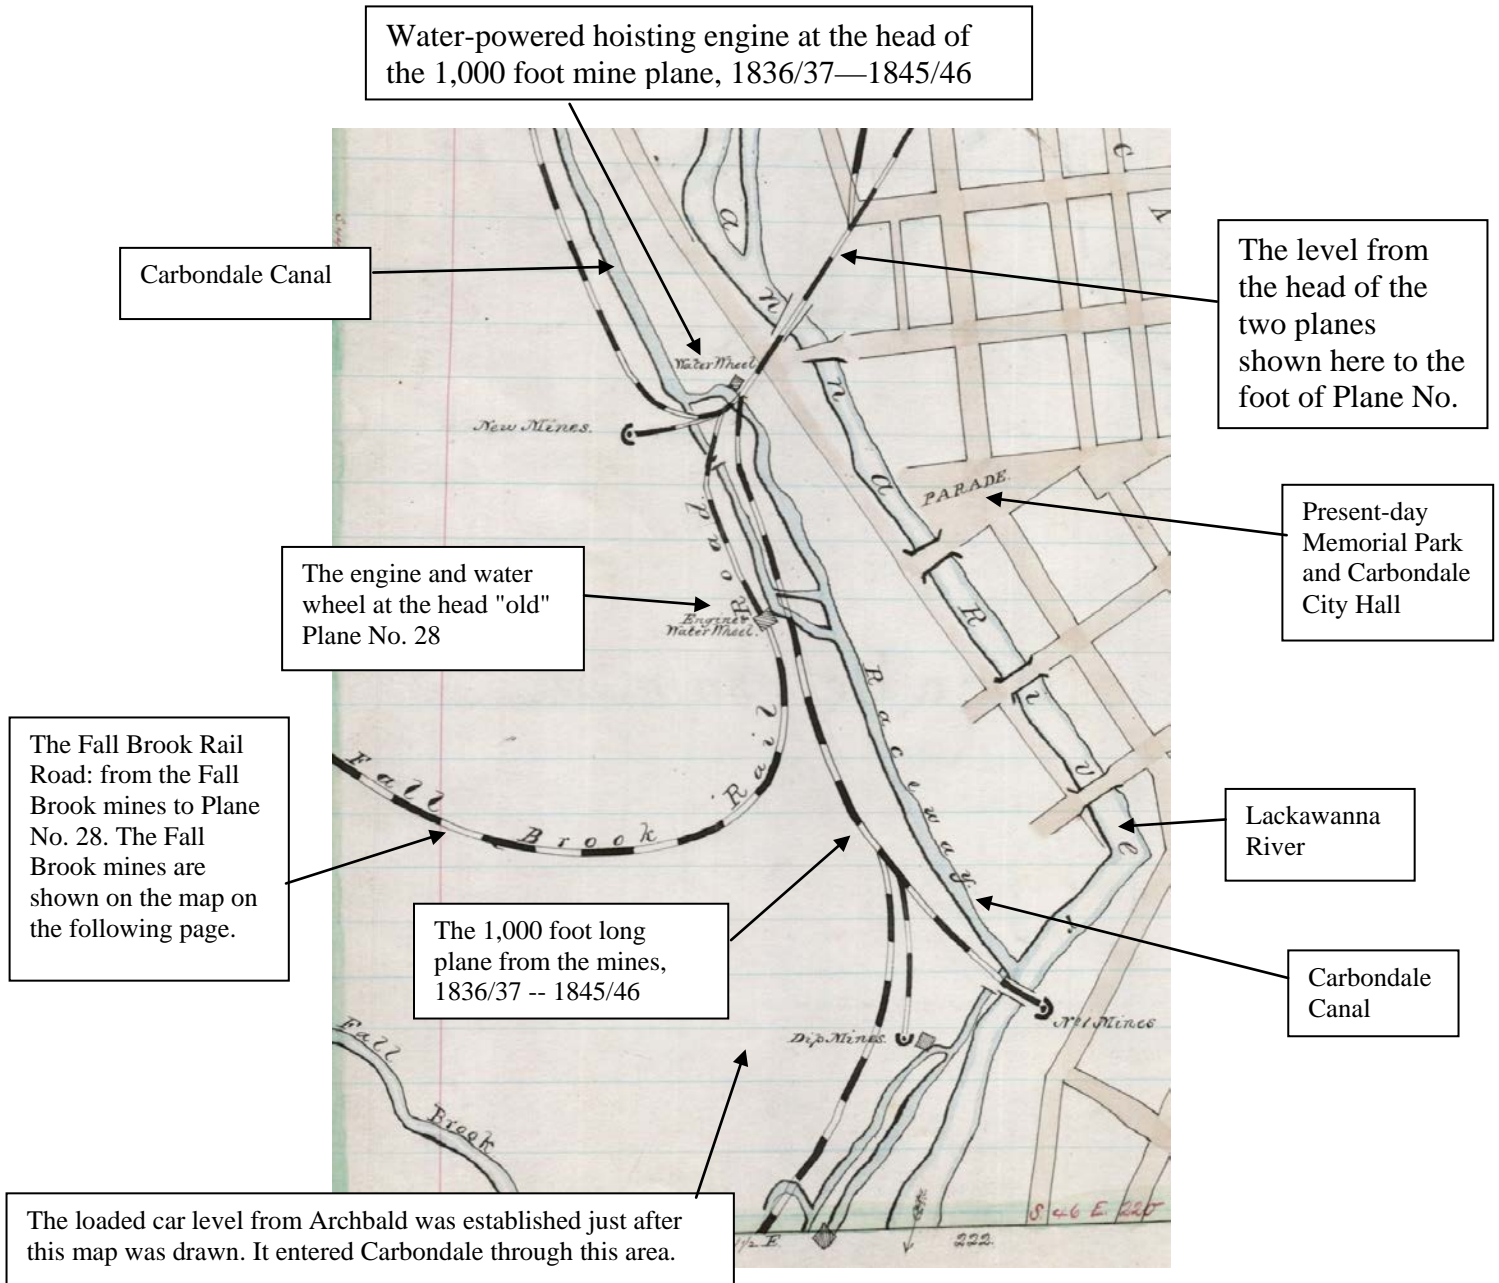 Water-powered hoisting engine at the head of
the 1,000 foot mine plane, 1836/37—1845/46
Carbondale Canal
The level from
the head of the
two planes
shown here to the
foot of Plane No.
Water Wheel
New Mines.
PARADE.
Present-day
Memorial Park
and Carbondale
City Hall
The engine and water
wheel at the head "old"
Plane No. 28
Engine &
Water Wheel.
The Fall Brook Rail
Road: from the Fall
Brook mines to Plane
No. 28. The Fall
Brook mines are
shown on the map on
the following page.
Fall Brook Rail Road
Raceway
anna River
Lackawanna
River
The 1,000 foot long
plane from the mines,
1836/37 -- 1845/46
Carbondale
Canal
No 1 Mines
Dip Mines.
Fall
Brook
The loaded car level from Archbald was established just after
this map was drawn. It entered Carbondale through this area.
S. 46 E. 220
1/2 E.
222